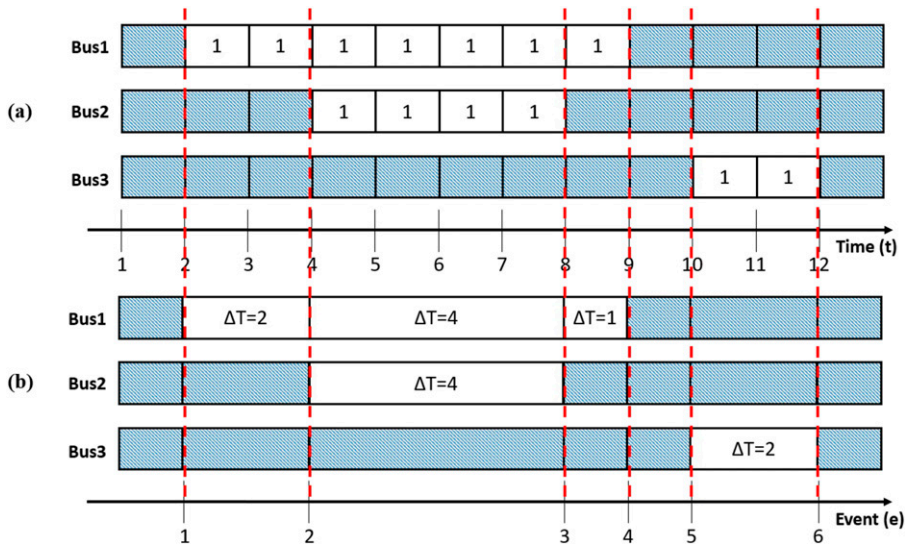 Bus1 1 1 1 1 1 1 1
(a)
Bus2 1 1 1 1
Bus3 1 1
Time (t)
1 2 3 4 5 6 7 8 9 10 11 12
Bus1 ΔT=2 ΔT=4 ΔT=1
(b)
Bus2 ΔT=4
Bus3 ΔT=2
Event (e)
1 2 3 4 5 6